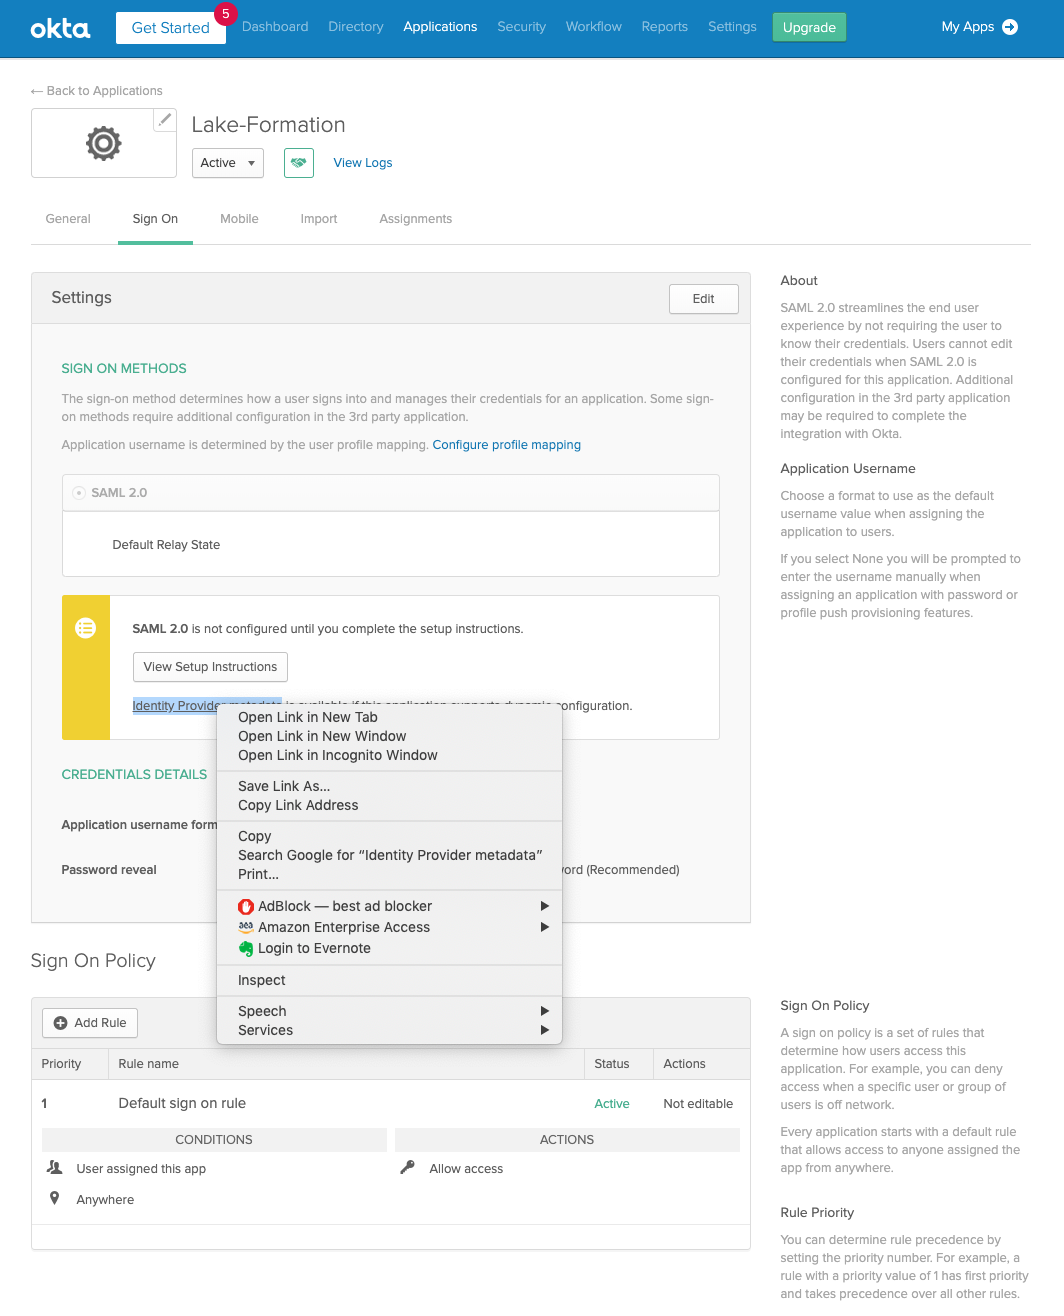 okta
Get Started
5
Dashboard
Directory
Applications
Security
Workflow
Reports
Settings
Upgrade
My Apps
← Back to Applications
Lake-Formation
Active
View Logs
General
Sign On
Mobile
Import
Assignments
Settings
Edit
SIGN ON METHODS
The sign-on method determines how a user signs into and manages their credentials for an application. Some sign-
on methods require additional configuration in the 3rd party application.
Application username is determined by the user profile mapping. Configure profile mapping
SAML 2.0
Default Relay State
SAML 2.0 is not configured until you complete the setup instructions.
View Setup Instructions
Identity Provider metadata is available if this application supports dynamic configuration.
Open Link in New Tab
Open Link in New Window
Open Link in Incognito Window
Save Link As...
Copy Link Address
Copy
Search Google for “Identity Provider metadata”
Print...
AdBlock — best ad blocker
Amazon Enterprise Access
Login to Evernote
Inspect
Speech
Services
CREDENTIALS DETAILS
Application username form
Password reveal
ord (Recommended)
About
SAML 2.0 streamlines the end user
experience by not requiring the user to
know their credentials. Users cannot edit
their credentials when SAML 2.0 is
configured for this application. Additional
configuration in the 3rd party application
may be required to complete the
integration with Okta.
Application Username
Choose a format to use as the default
username value when assigning the
application to users.
If you select None you will be prompted to
enter the username manually when
assigning an application with password or
profile push provisioning features.
Sign On Policy
Add Rule
Priority
Rule name
Status
Actions
1
Default sign on rule
Active
Not editable
CONDITIONS
ACTIONS
User assigned this app
Allow access
Anywhere
Sign On Policy
A sign on policy is a set of rules that
determine how users access this
application. For example, you can deny
access when a specific user or group of
users is off network.
Every application starts with a default rule
that allows access to anyone assigned the
app from anywhere.
Rule Priority
You can determine rule precedence by
setting the priority number. For example, a
rule with a priority value of 1 has first priority
and takes precedence over all other rules.